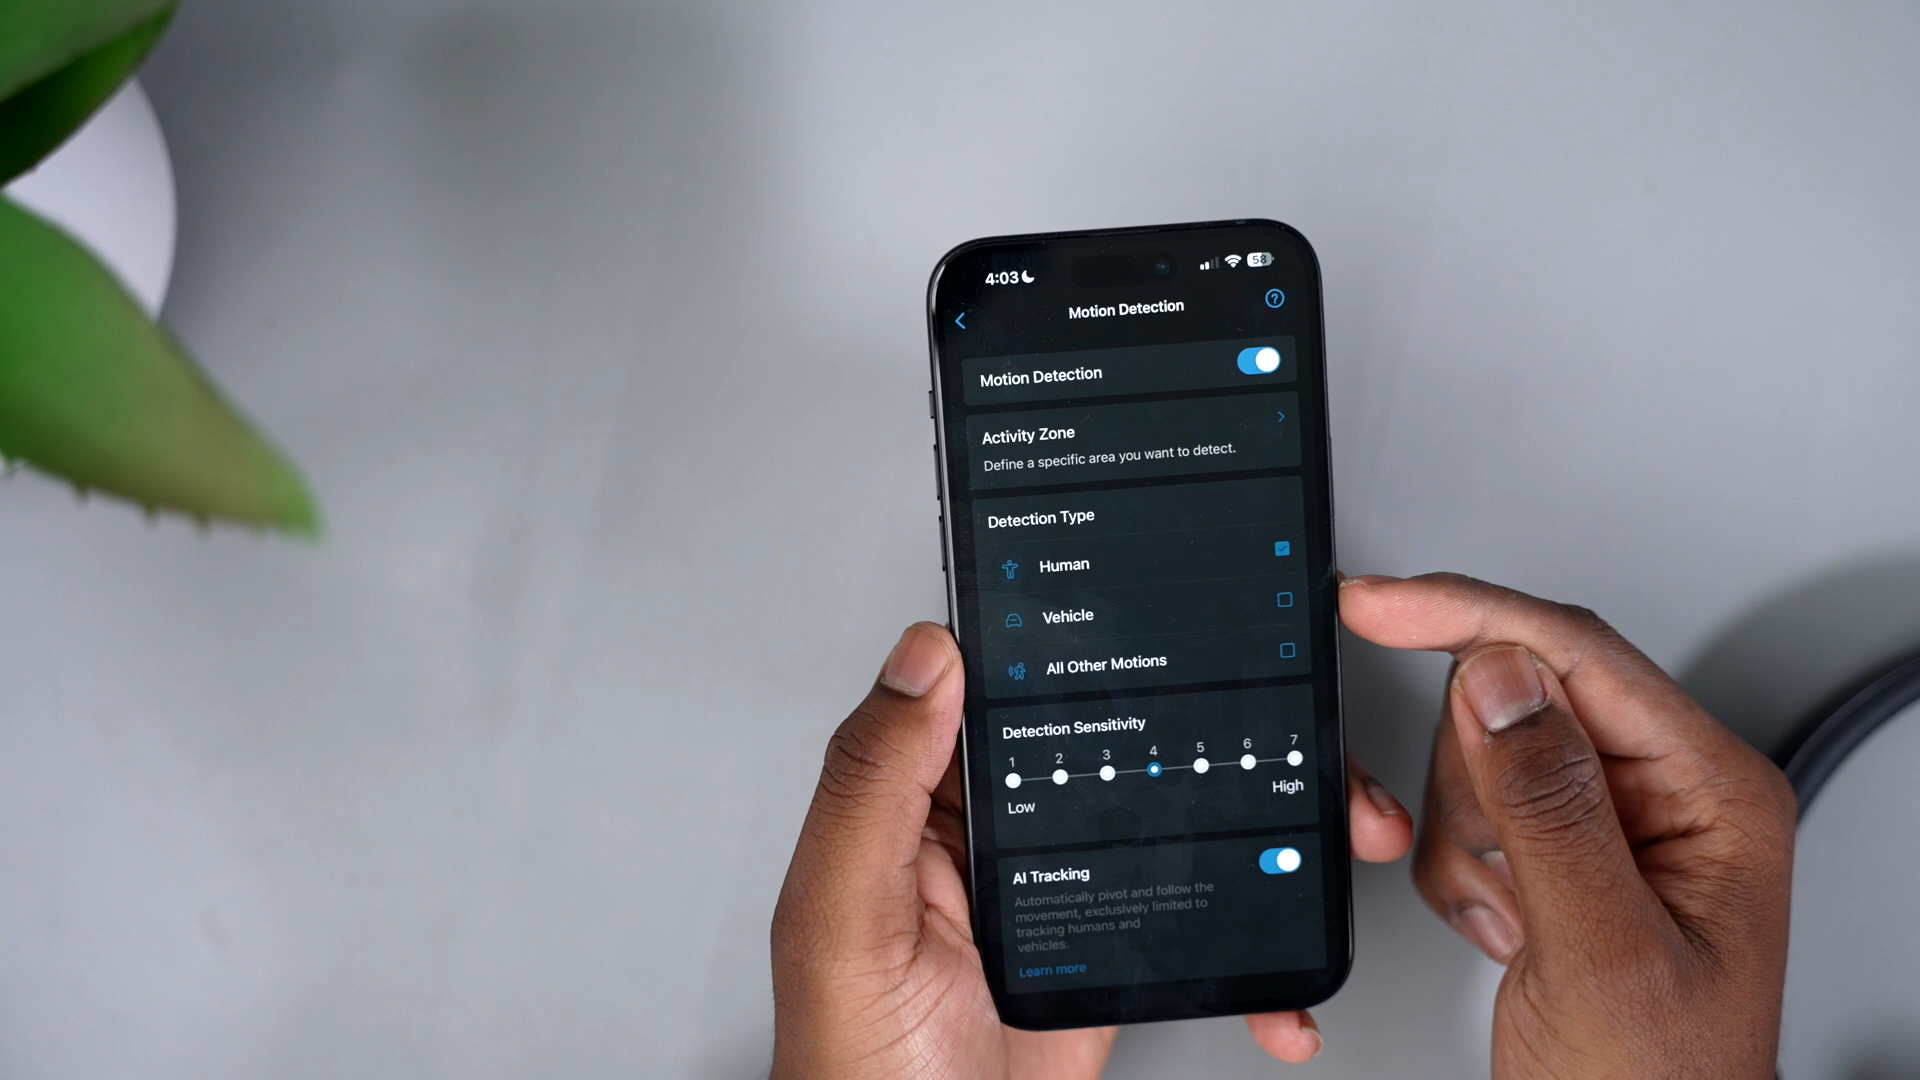 4:03
58
Motion Detection
?
Motion Detection
Activity Zone
Define a specific area you want to detect.
Detection Type
Human
Vehicle
All Other Motions
Detection Sensitivity
1 2 3 4 5 6 7
Low High
AI Tracking
Automatically pivot and follow the
movement, exclusively limited to
tracking humans and
vehicles.
Learn more